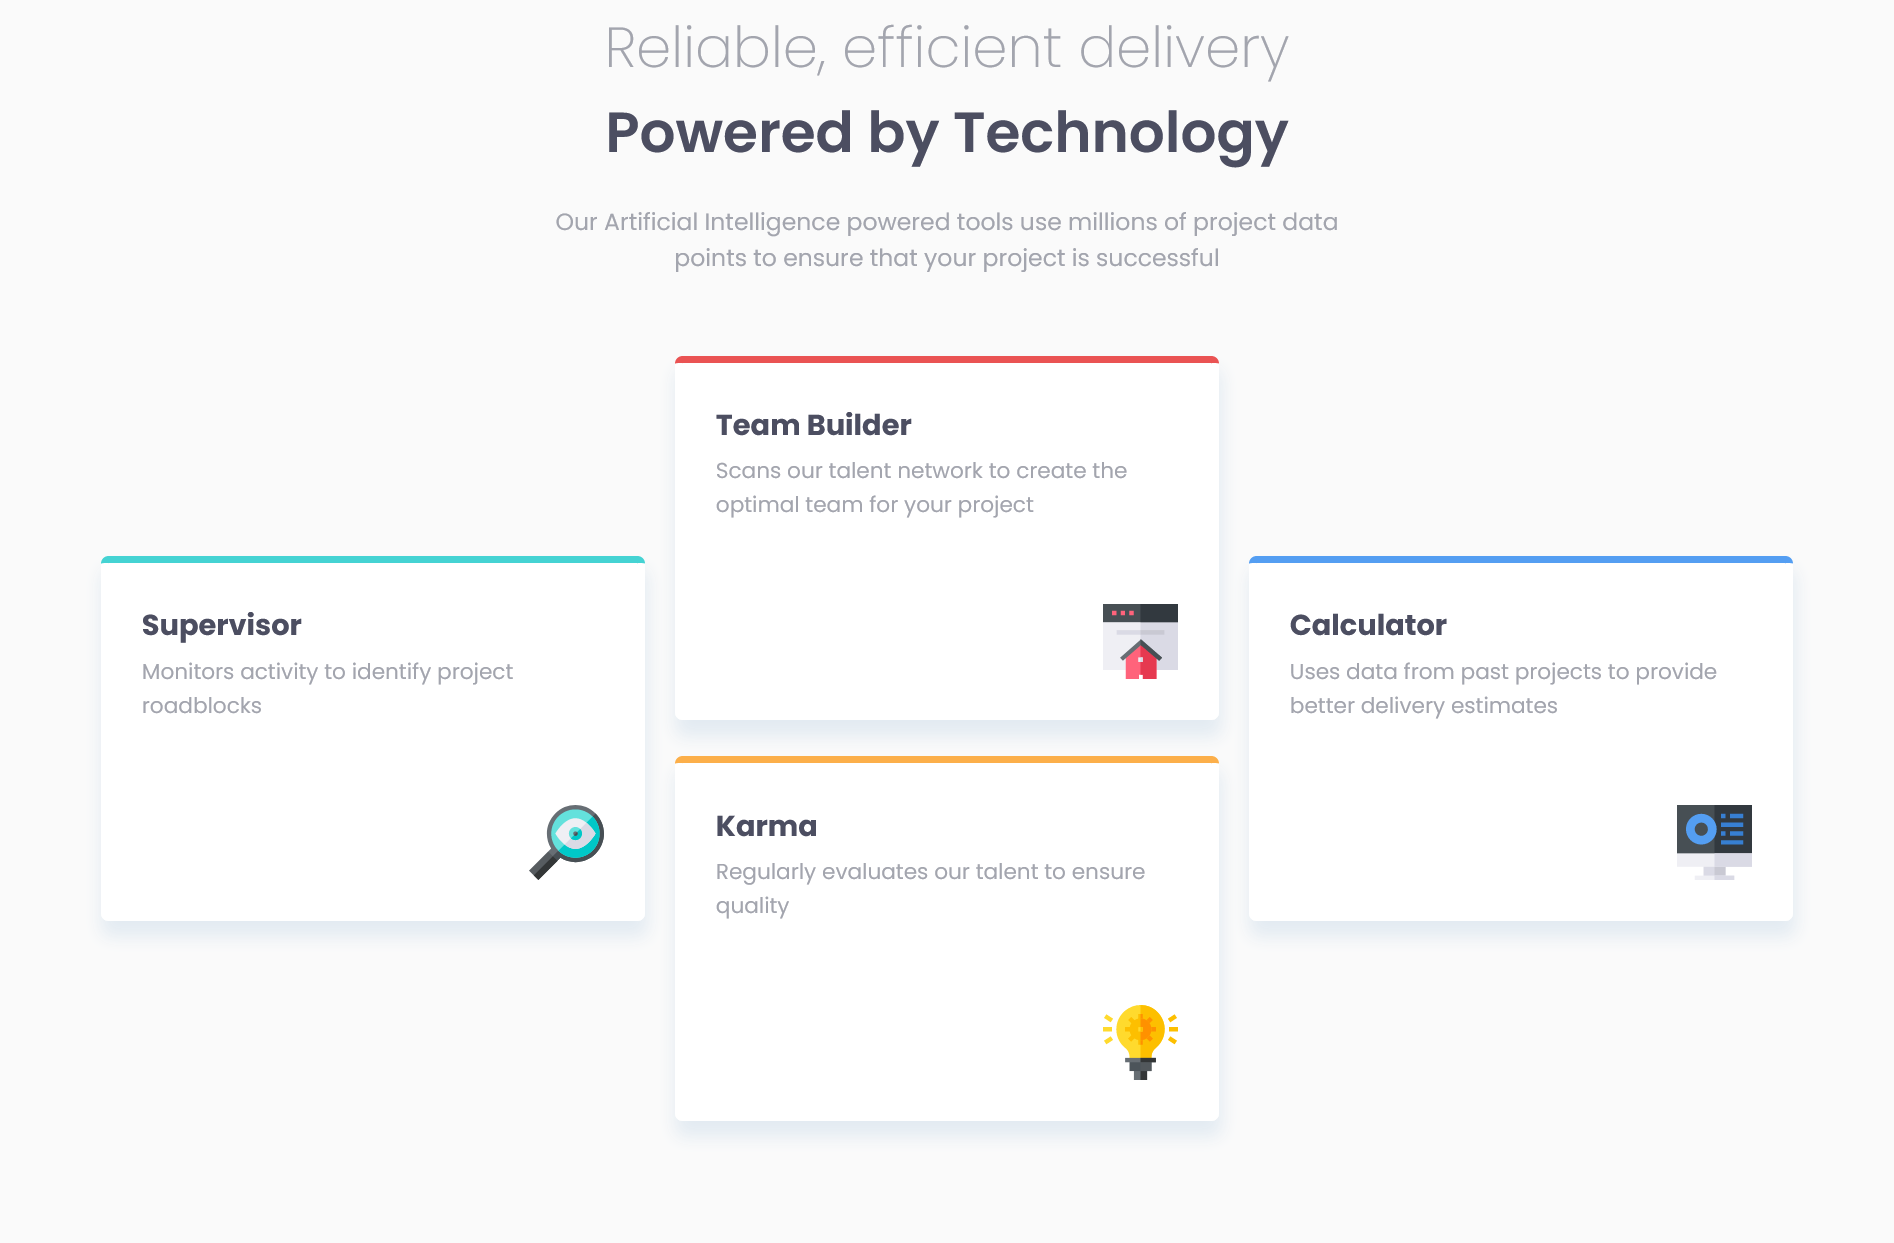 Reliable, efficient delivery
Powered by Technology
Our Artificial Intelligence powered tools use millions of project data
points to ensure that your project is successful
Team Builder
Scans our talent network to create the
optimal team for your project
Supervisor
Monitors activity to identify project
roadblocks
Calculator
Uses data from past projects to provide
better delivery estimates
Karma
Regularly evaluates our talent to ensure
quality